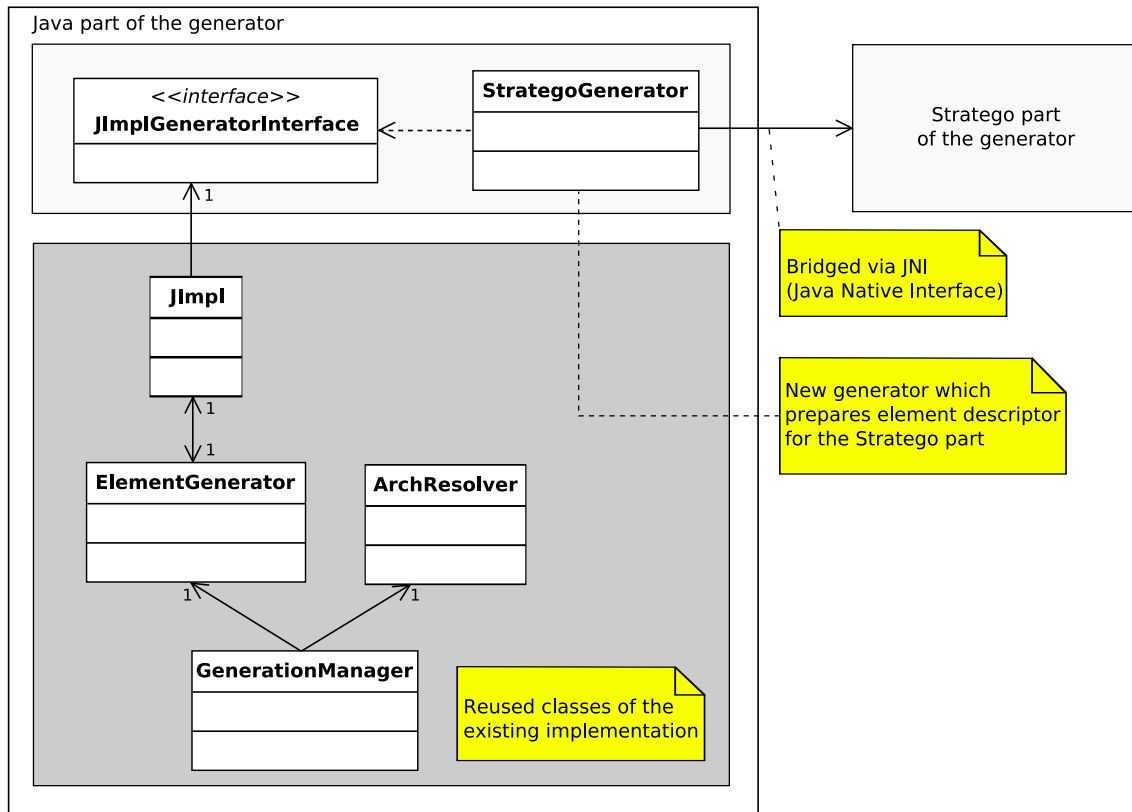 Java part of the generator
<<interface>>
JImplGeneratorInterface
StrategoGenerator
Stratego part
of the generator
1
Bridged via JNI
(Java Native Interface)
JImpl
1
1
New generator which
prepares element descriptor
for the Stratego part
ElementGenerator
ArchResolver
1
1
GenerationManager
Reused classes of the
existing implementation